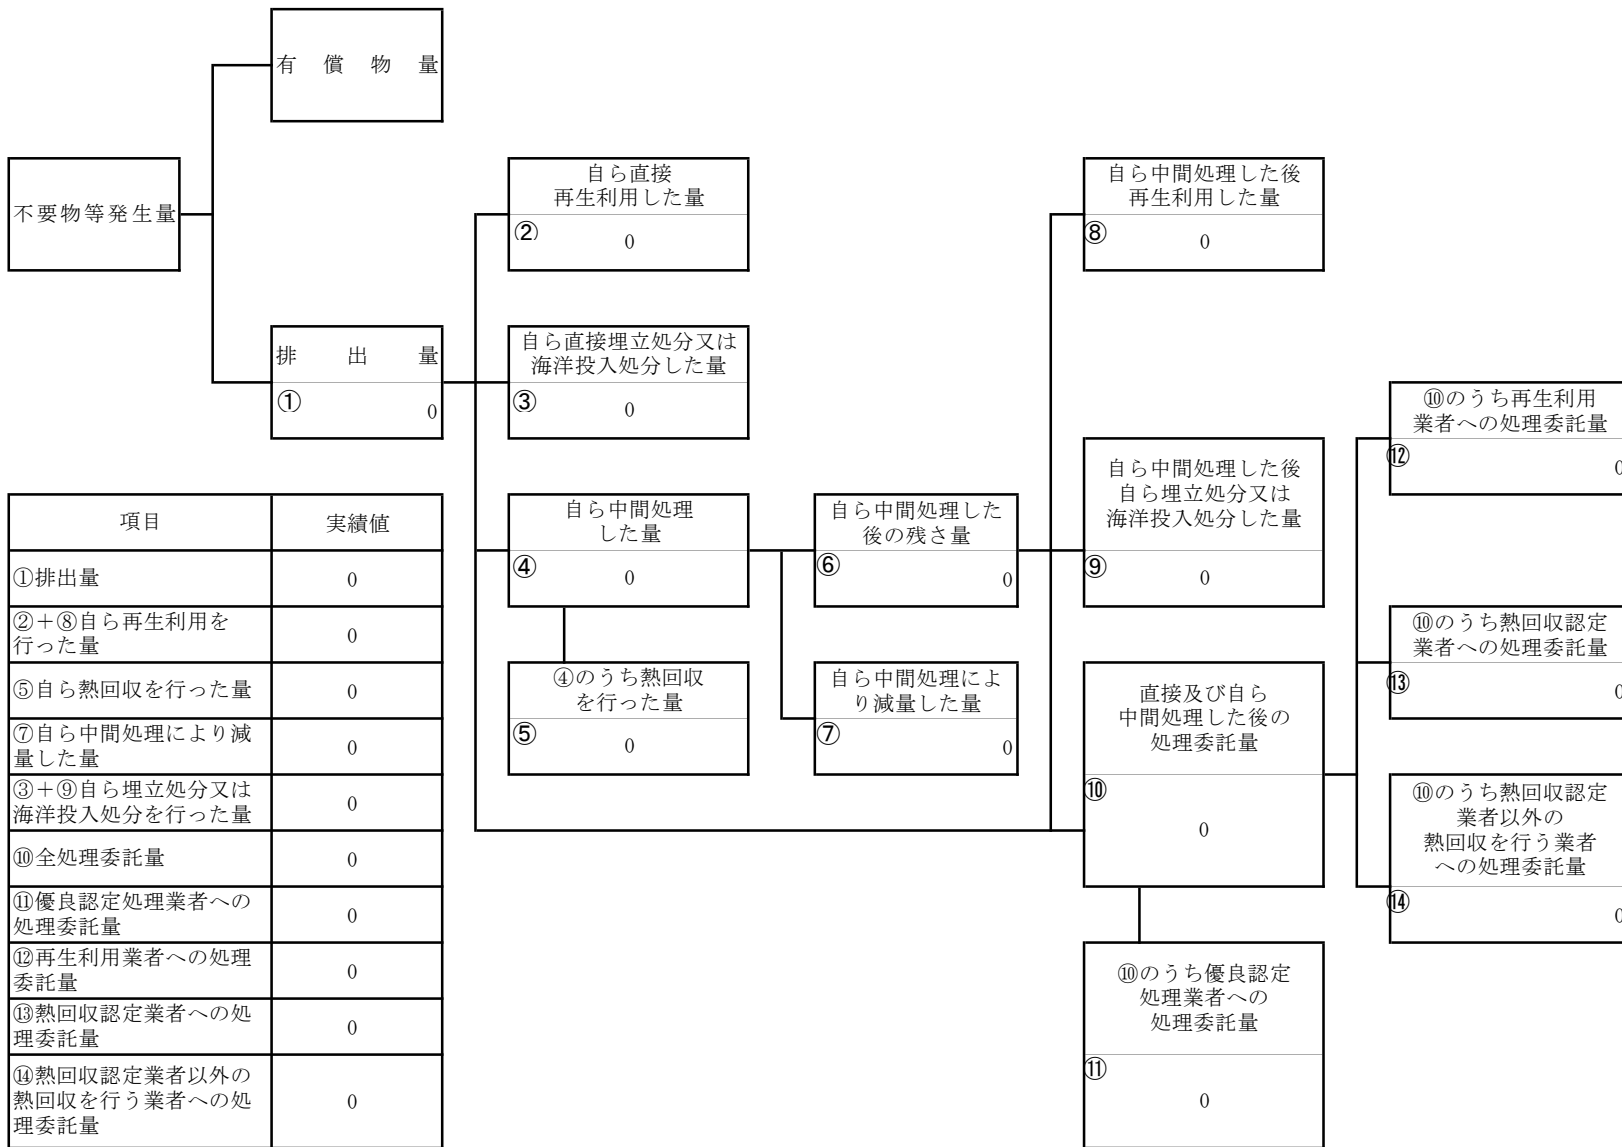 有償物量
不要物等発生量
排出量
①
0
自ら直接
再生利用した量
②
0
自ら直接埋立処分又は
海洋投入処分した量
③
0
自ら中間処理
した量
④
0
④のうち熱回収
を行った量
⑤
0
自ら中間処理した
後の残さ量
⑥
0
自ら中間処理によ
り減量した量
⑦
0
自ら中間処理した後
再生利用した量
⑧
0
自ら中間処理した後
自ら埋立処分又は
海洋投入処分した量
⑨
0
直接及び自ら
中間処理した後の
処理委託量
⑩
0
⑩のうち優良認定
処理業者への
処理委託量
⑪
0
⑩のうち再生利用
業者への処理委託量
⑫
0
⑩のうち熱回収認定
業者への処理委託量
⑬
0
⑩のうち熱回収認定
業者以外の
熱回収を行う業者
への処理委託量
⑭
0
項目 実績値
①排出量 0
②＋⑧自ら再生利用を
行った量 0
⑤自ら熱回収を行った量 0
⑦自ら中間処理により減
量した量 0
③＋⑨自ら埋立処分又は
海洋投入処分を行った量 0
⑩全処理委託量 0
⑪優良認定処理業者への
処理委託量 0
⑫再生利用業者への処理
委託量 0
⑬熱回収認定業者への処
理委託量 0
⑭熱回収認定業者以外の
熱回収を行う業者への処
理委託量 0